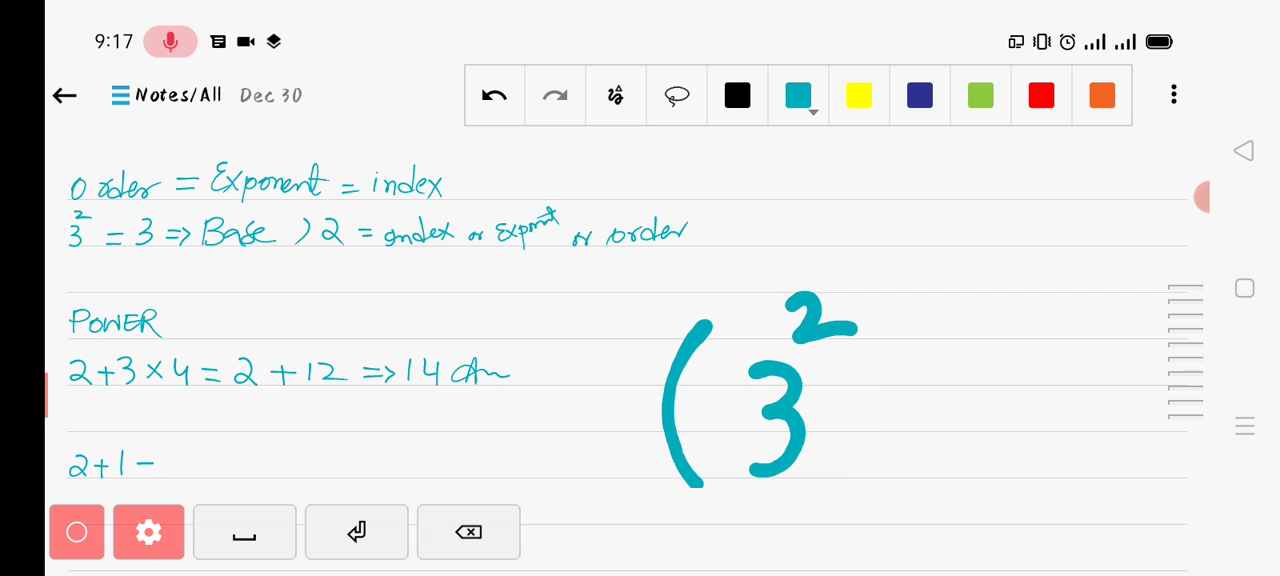 9:17
Notes/All Dec 30
Order = Exponent = index
3² = 3 => Base ) 2 = index or Exponent or order
POWER
2+3×4 = 2+12 => 14 An
(3²
2+1-